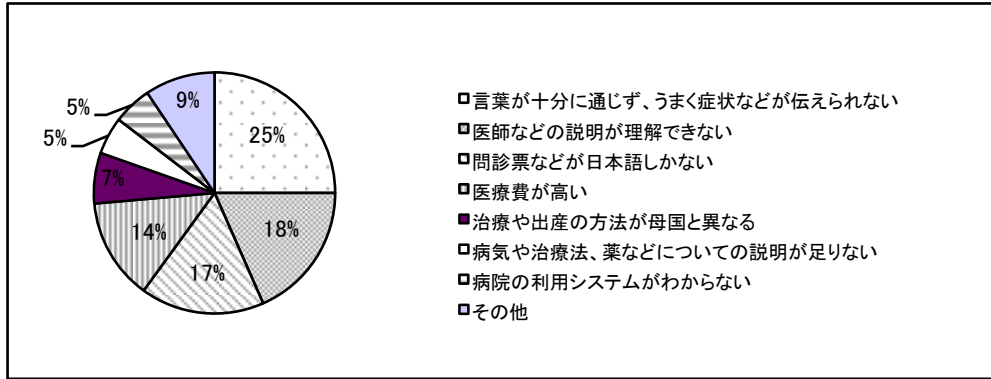 25%
18%
17%
14%
7%
5%
5%
9%
言葉が十分に通じず、うまく症状などが伝えられない
医師などの説明が理解できない
問診票などが日本語しかない
医療費が高い
治療や出産の方法が母国と異なる
病気や治療法、薬などについての説明が足りない
病院の利用システムがわからない
その他